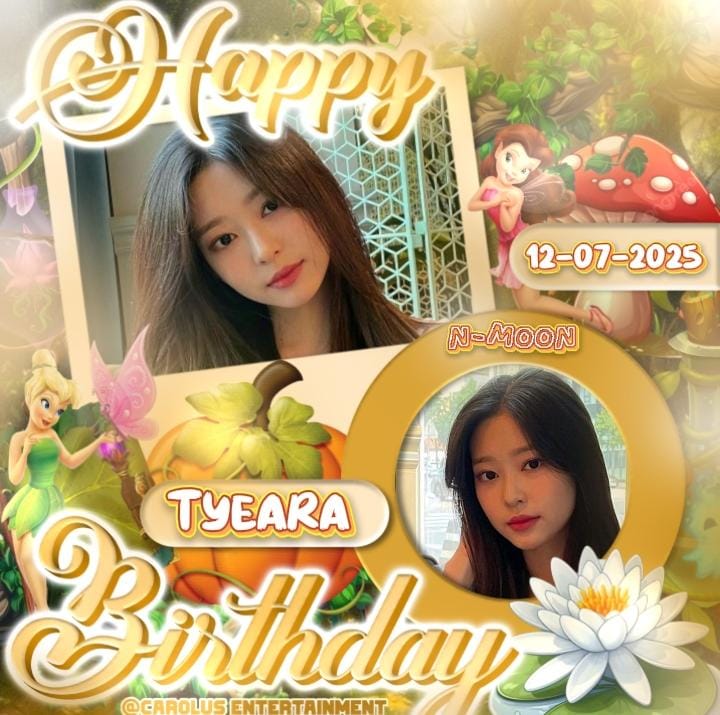 Happy
12-07-2025
N-MOON
TYEARA
Birthday
@CAROLUS ENTERTAINMENT